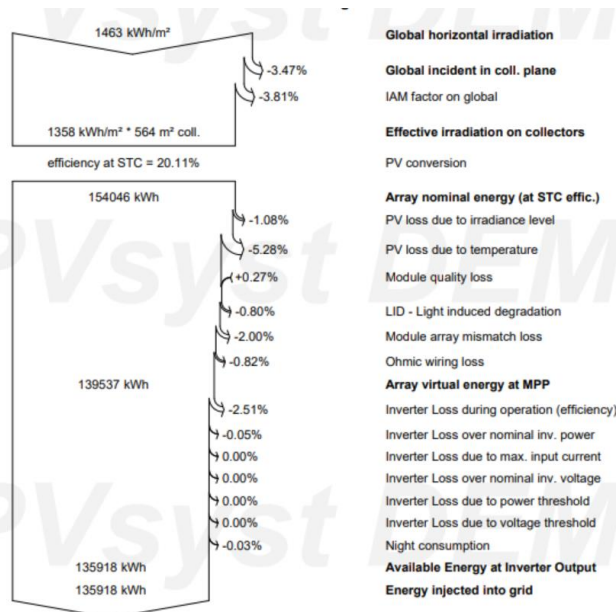 1463 kWh/m² Global horizontal irradiation
-3.47% Global incident in coll. plane
-3.81% IAM factor on global
1358 kWh/m² * 564 m² coll. Effective irradiation on collectors
efficiency at STC = 20.11% PV conversion
154046 kWh Array nominal energy (at STC effic.)
-1.08% PV loss due to irradiance level
-5.28% PV loss due to temperature
+0.27% Module quality loss
-0.80% LID - Light induced degradation
-2.00% Module array mismatch loss
-0.82% Ohmic wiring loss
139537 kWh Array virtual energy at MPP
-2.51% Inverter Loss during operation (efficiency)
-0.05% Inverter Loss over nominal inv. power
0.00% Inverter Loss due to max. input current
0.00% Inverter Loss over nominal inv. voltage
0.00% Inverter Loss due to power threshold
0.00% Inverter Loss due to voltage threshold
-0.03% Night consumption
135918 kWh Available Energy at Inverter Output
135918 kWh Energy injected into grid
PVsyst DEM
PVsyst DEM